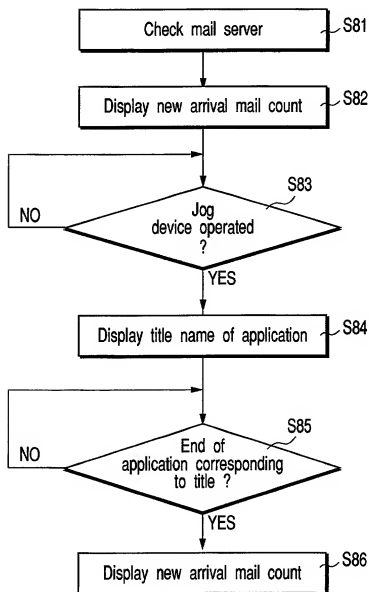 Check mail server
S81
Display new arrival mail count
S82
S83
Jog
device operated
?
NO
YES
Display title name of application
S84
S85
End of
application corresponding
to title ?
NO
YES
S86
Display new arrival mail count